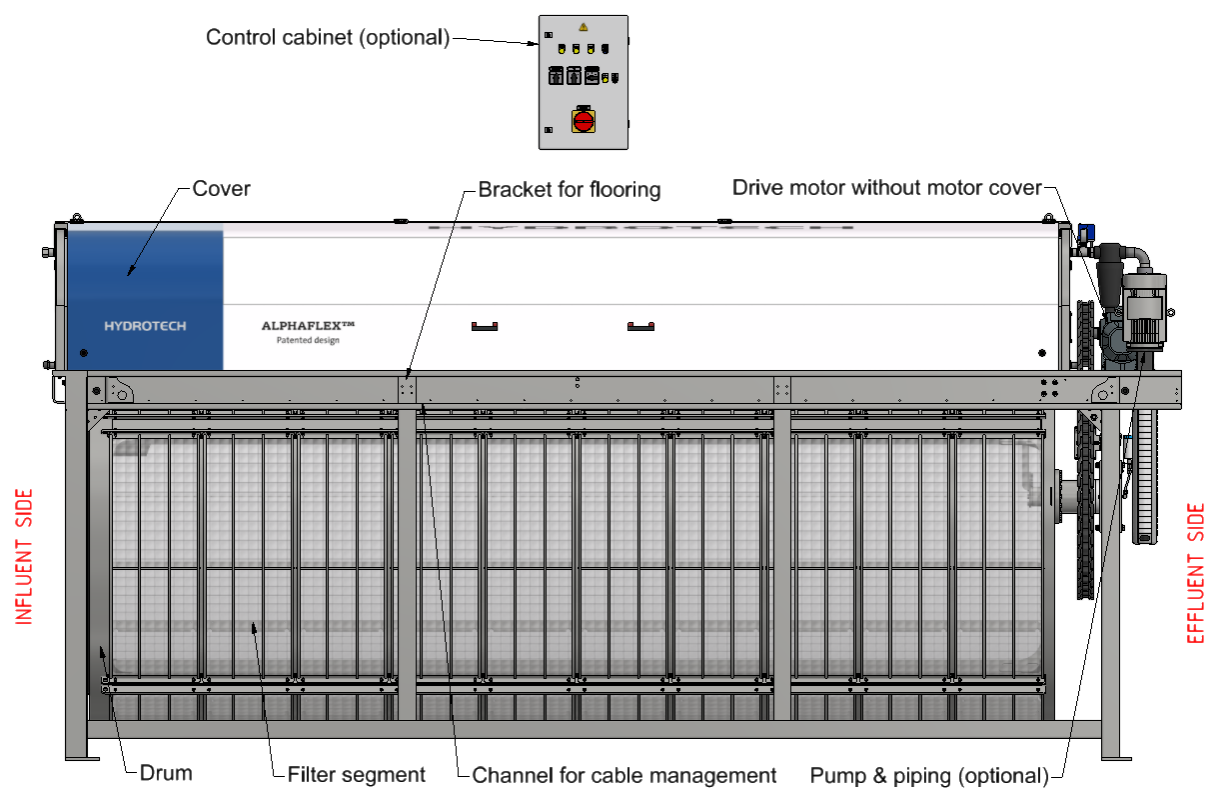 Control cabinet (optional)
Cover
Bracket for flooring
Drive motor without motor cover
HYDROTECH
HYDROTECH
ALPHAFLEX™
Patented design
INFLUENT SIDE
EFFLUENT SIDE
Drum
Filter segment
Channel for cable management
Pump & piping (optional)